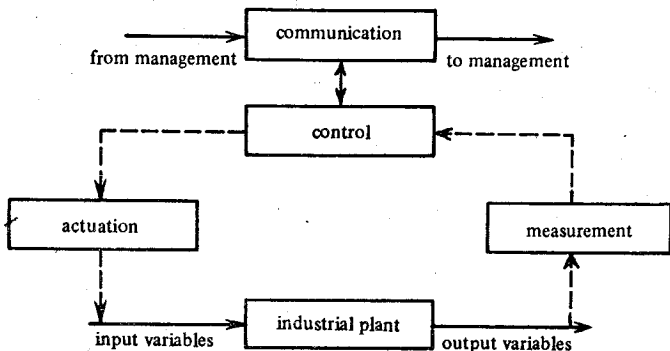 communication
from management
to management
control
actuation
measurement
industrial plant
input variables
output variables